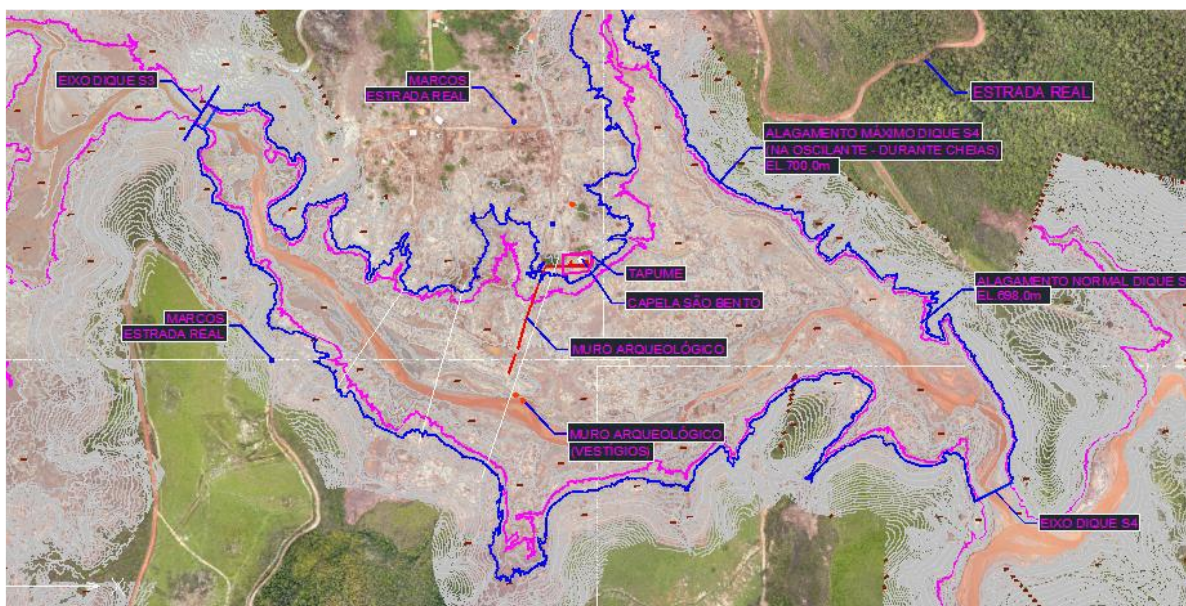 EIXO DIQUE S3
MARCOS
ESTRADA REAL
ESTRADA REAL
ALAGAMENTO MÁXIMO DIQUE S4
(NA OSCILANTE - DURANTE CHEIAS)
EL.700,0m
TAPUME
ALAGAMENTO NORMAL DIQUE S
EL.698,0m
CAPELA SÃO BENTO
MARCOS
ESTRADA REAL
MURO ARQUEOLÓGICO
MURO ARQUEOLÓGICO
(VESTIGIOS)
EIXO DIQUE S4